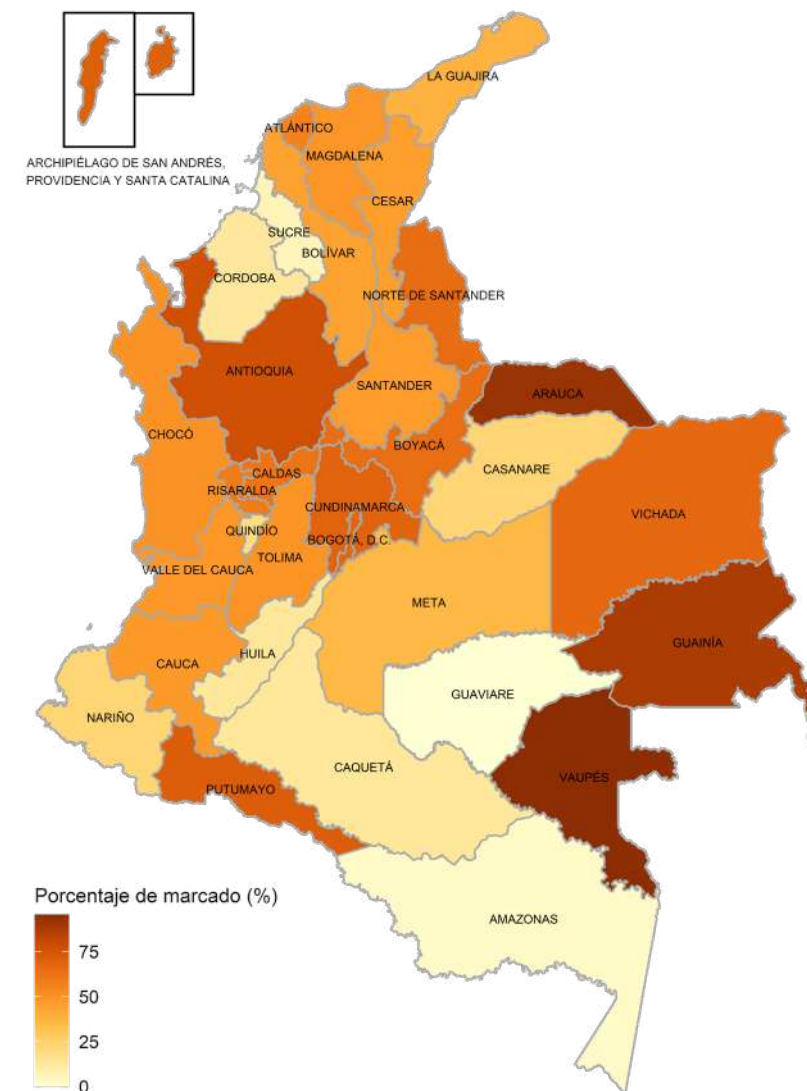 LA GUAJIRA
ATLÁNTICO
MAGDALENA
ARCHIPIÉLAGO DE SAN ANDRÉS,
PROVIDENCIA Y SANTA CATALINA
CESAR
SUCRE
BOLÍVAR
CORDOBA
NORTE DE SANTANDER
ANTIOQUIA
SANTANDER
ARAUCA
CHOCÓ
BOYACÁ
CALDAS
CASANARE
RISARALDA
CUNDINAMARCA
VICHADA
QUINDÍO
BOGOTÁ, D.C.
TOLIMA
VALLE DEL CAUCA
META
GUAINÍA
HUILA
CAUCA
GUAVIARE
NARIÑO
CAQUETÁ
VAUPÉS
PUTUMAYO
Porcentaje de marcado (%)
AMAZONAS
75
50
25
0